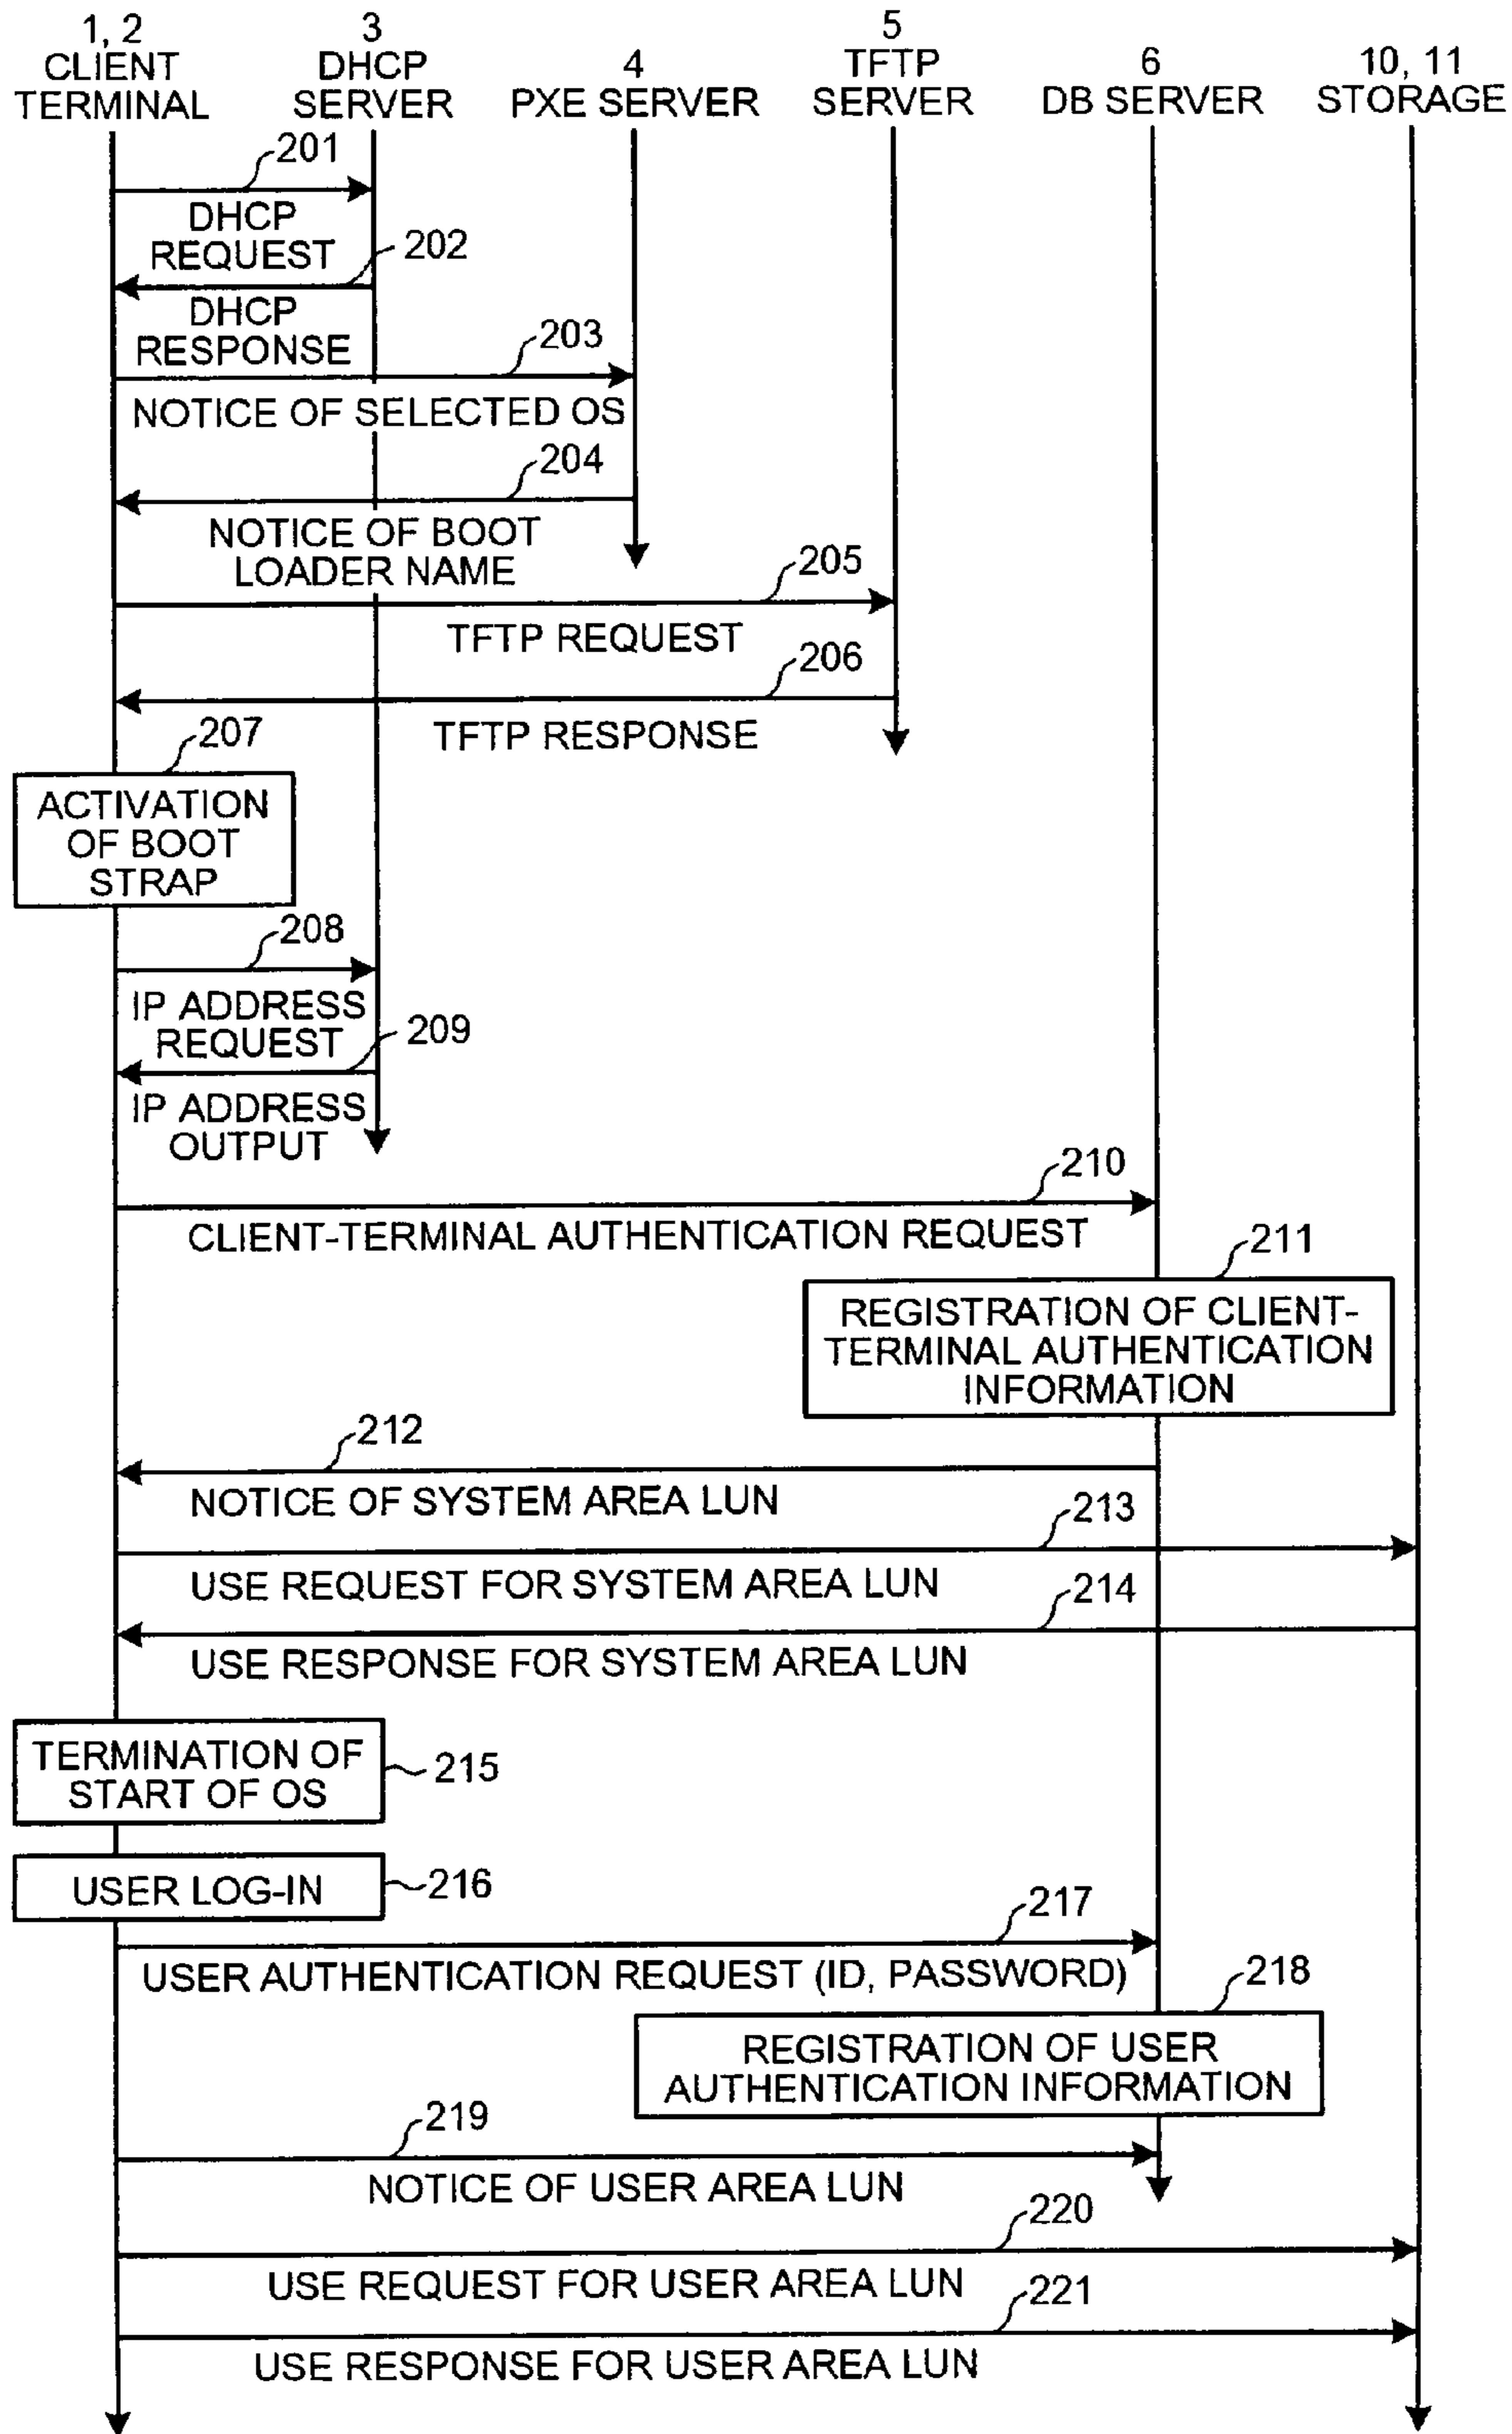 1, 2
CLIENT
TERMINAL
3
DHCP
SERVER
4
PXE SERVER
5
TFTP
SERVER
6
DB SERVER
10, 11
STORAGE
201
DHCP
REQUEST
202
DHCP
RESPONSE
203
NOTICE OF SELECTED OS
204
NOTICE OF BOOT
LOADER NAME
205
TFTP REQUEST
206
TFTP RESPONSE
207
ACTIVATION
OF BOOT
STRAP
208
IP ADDRESS
REQUEST
209
IP ADDRESS
OUTPUT
210
CLIENT-TERMINAL AUTHENTICATION REQUEST
211
REGISTRATION OF CLIENT-
TERMINAL AUTHENTICATION
INFORMATION
212
NOTICE OF SYSTEM AREA LUN
213
USE REQUEST FOR SYSTEM AREA LUN
214
USE RESPONSE FOR SYSTEM AREA LUN
TERMINATION OF
START OF OS
215
USER LOG-IN
216
217
USER AUTHENTICATION REQUEST (ID, PASSWORD)
218
REGISTRATION OF USER
AUTHENTICATION INFORMATION
219
NOTICE OF USER AREA LUN
220
USE REQUEST FOR USER AREA LUN
221
USE RESPONSE FOR USER AREA LUN